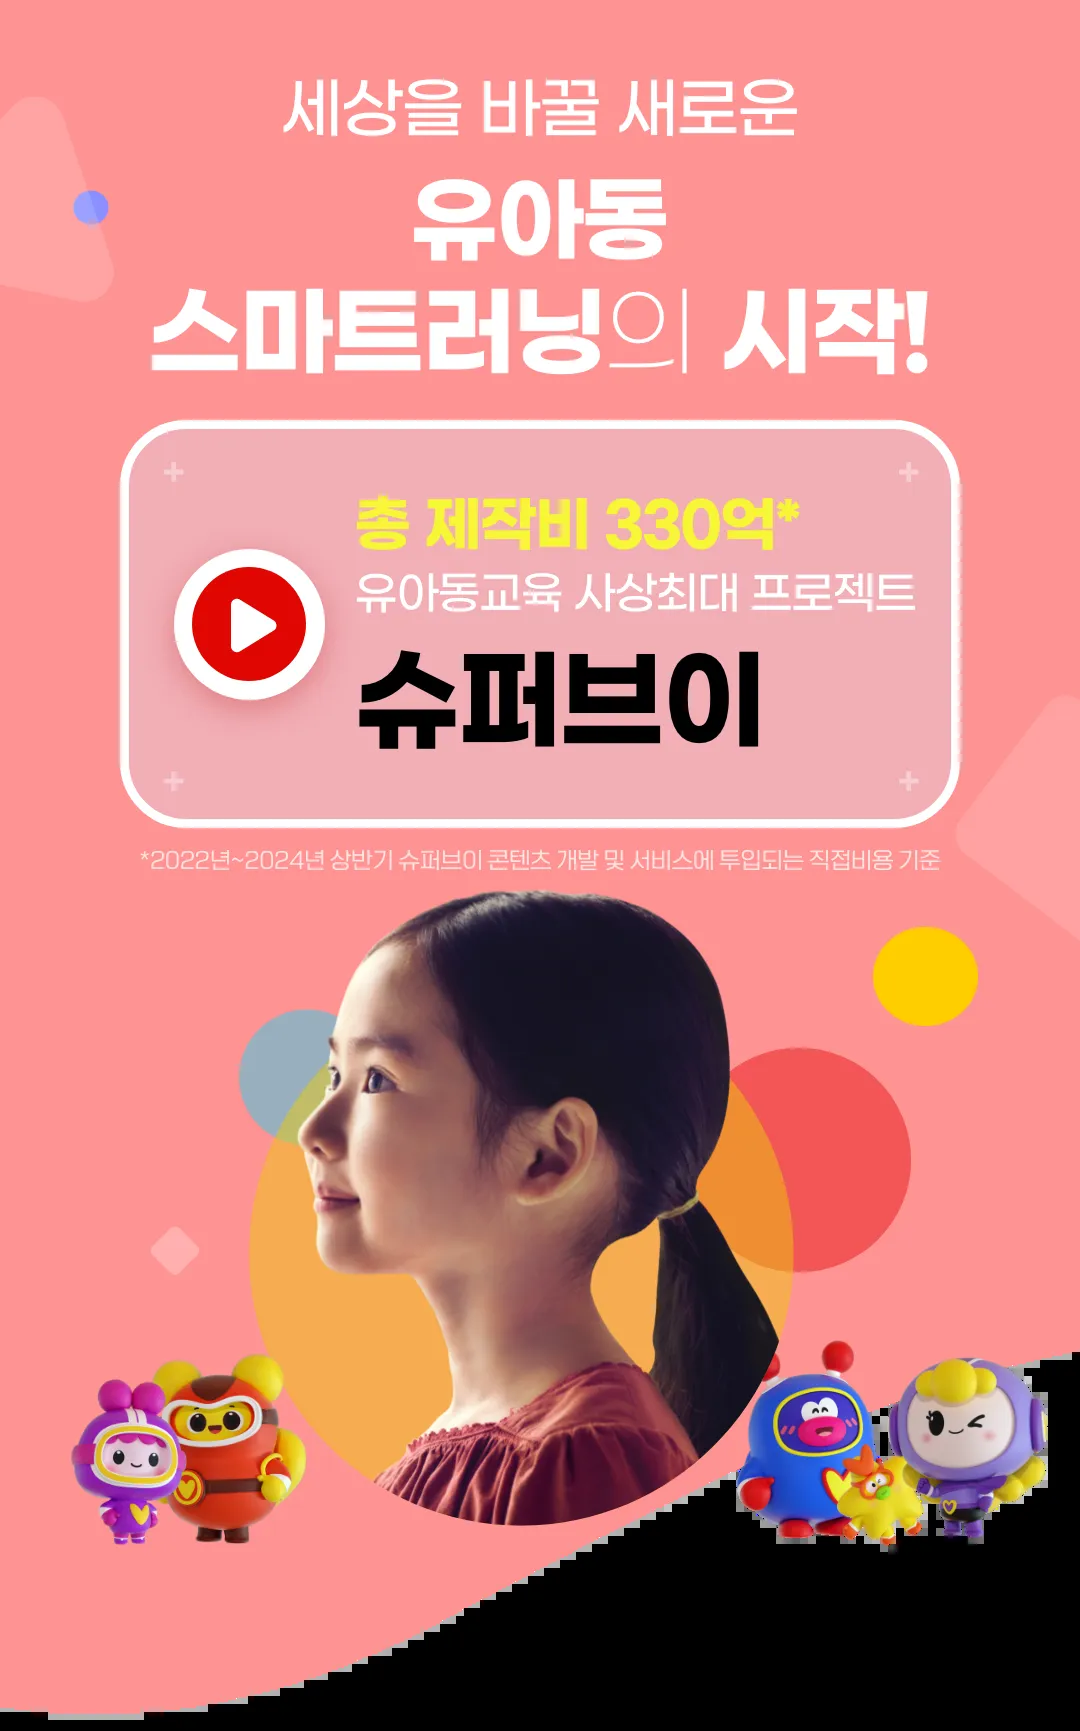 세상을 바꿀 새로운
유아동
스마트러닝의 시작!
총 제작비 330억*
유아동교육 사상최대 프로젝트
슈퍼브이
*2022년~2024년 상반기 슈퍼브이 콘텐츠 개발 및 서비스에 투입되는 직접비용 기준